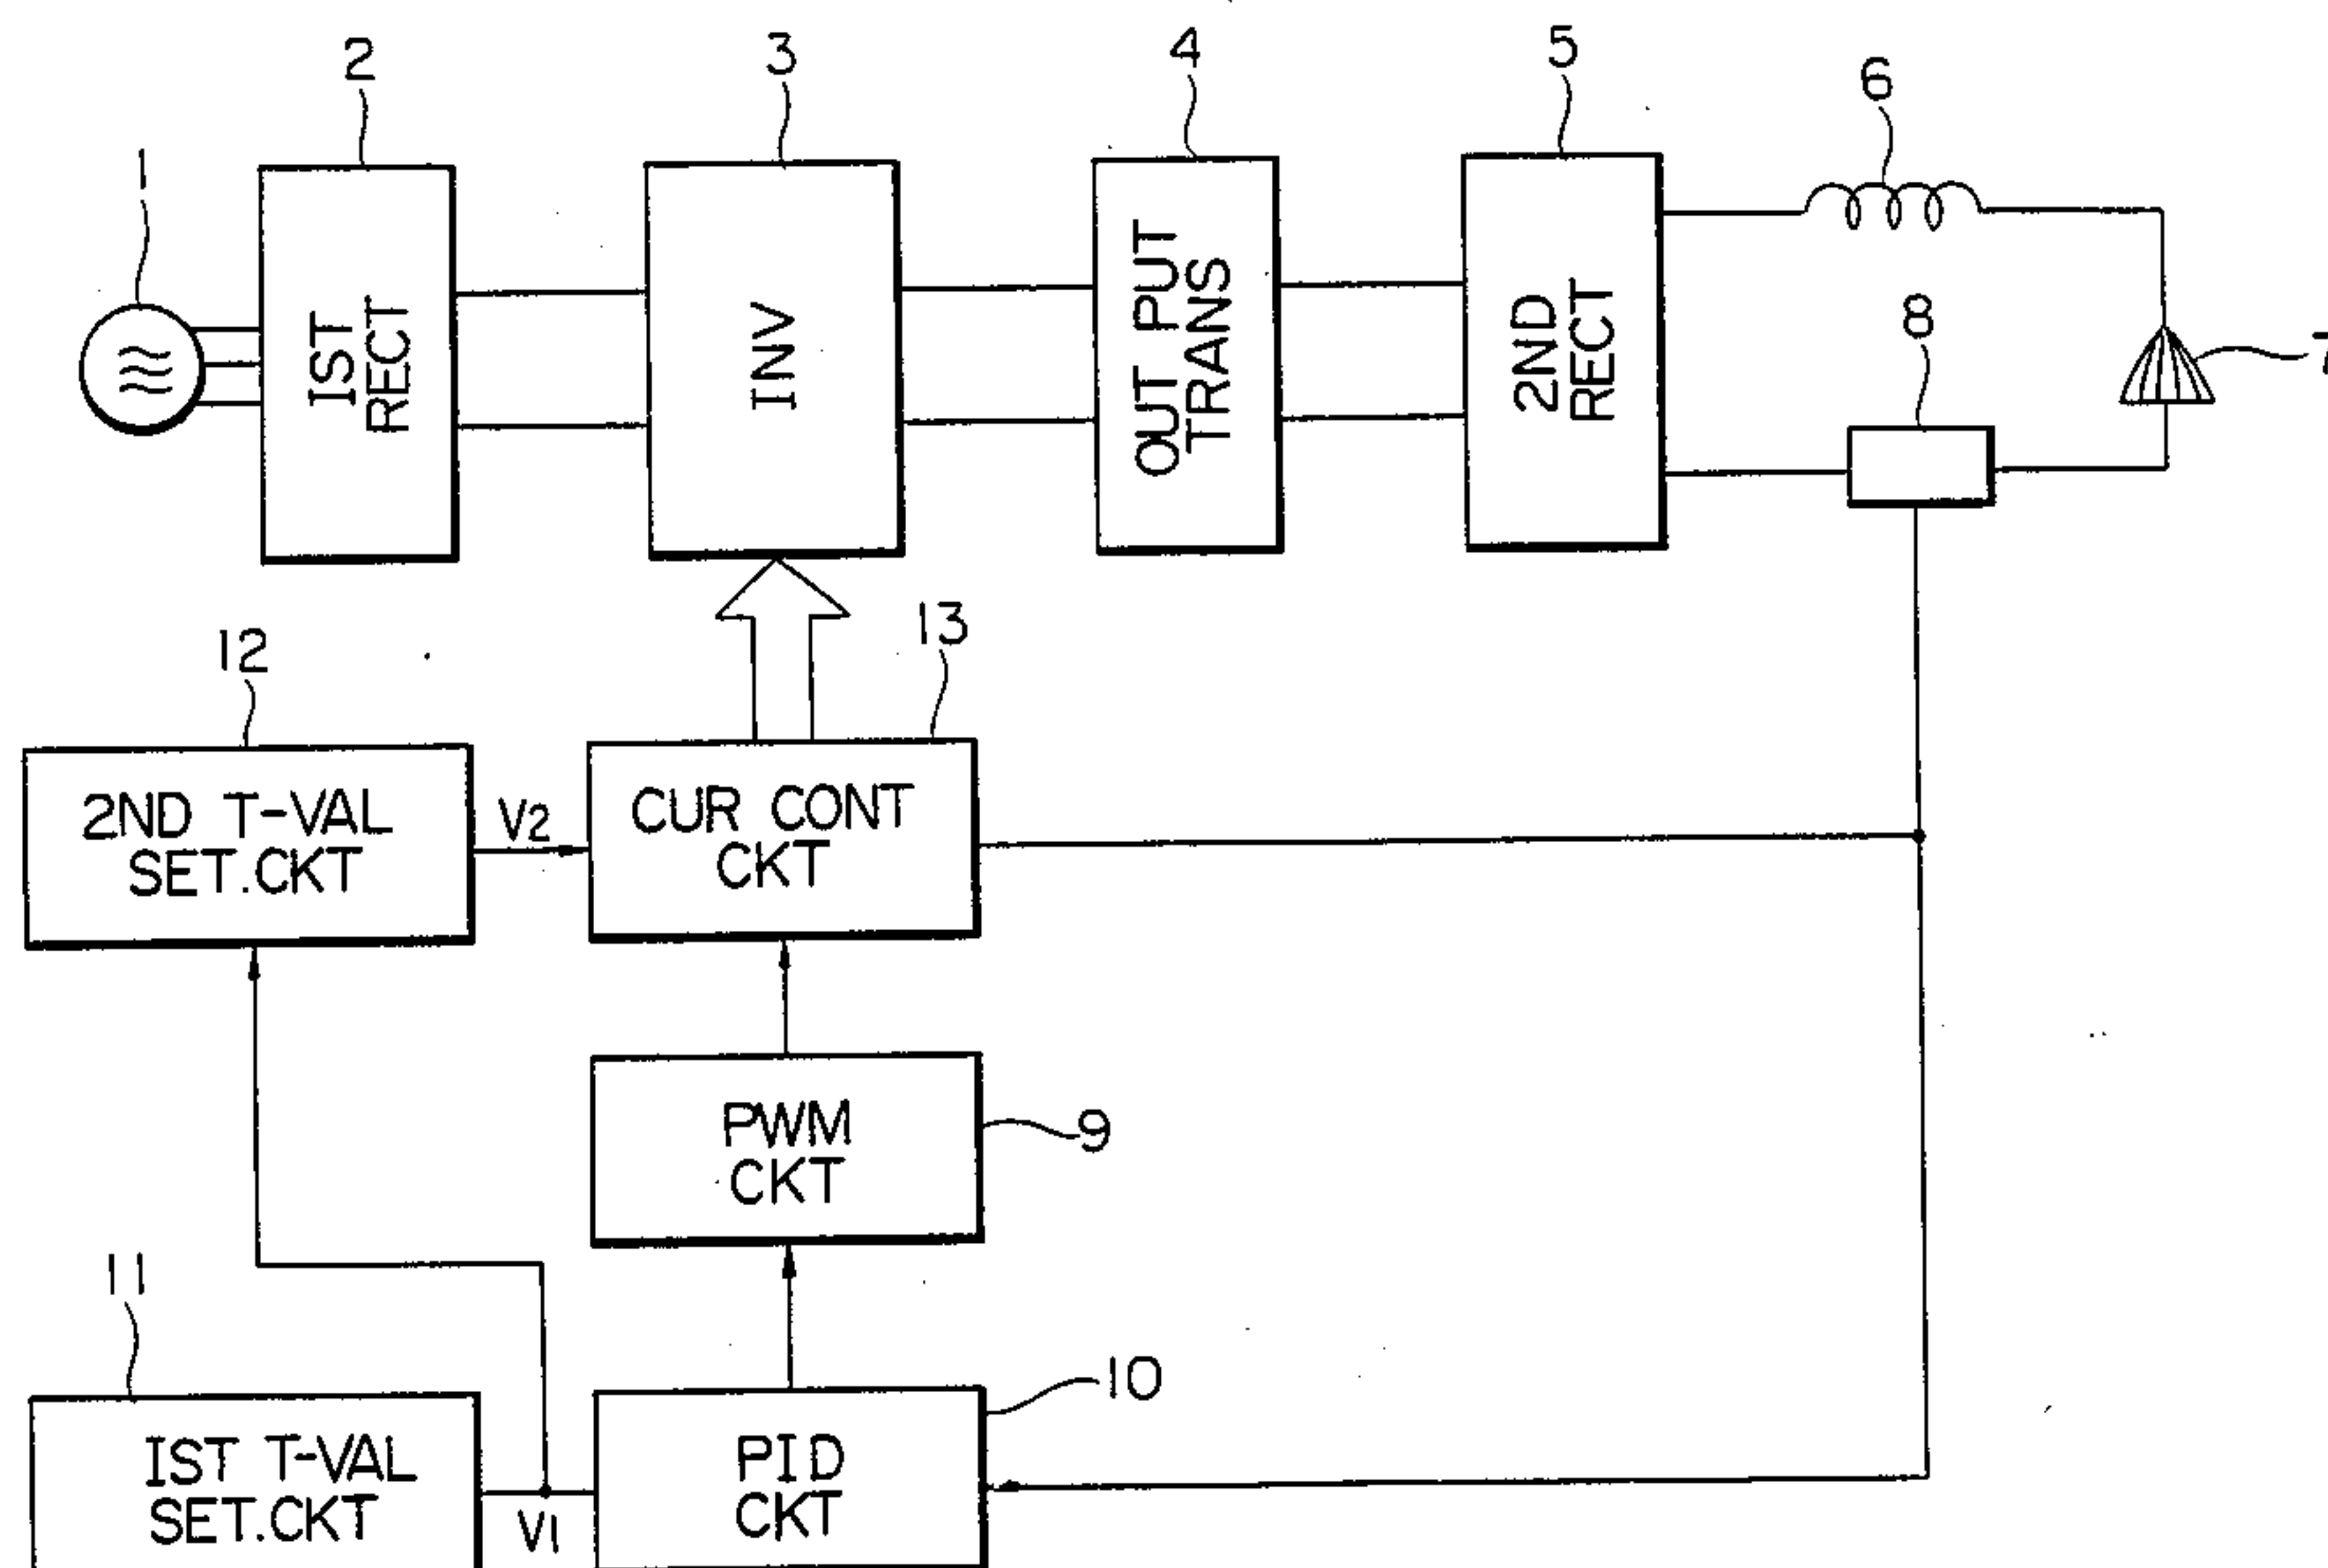 1
2
3
4
5
6
IST
RECT
INV
OUT PUT
TRANS
2ND
RECT
8
12
13
2ND T-VAL
SET.CKT
V2
CUR CONT
CKT
PWM
CKT
9
11
10
IST T-VAL
SET.CKT
V1
PID
CKT